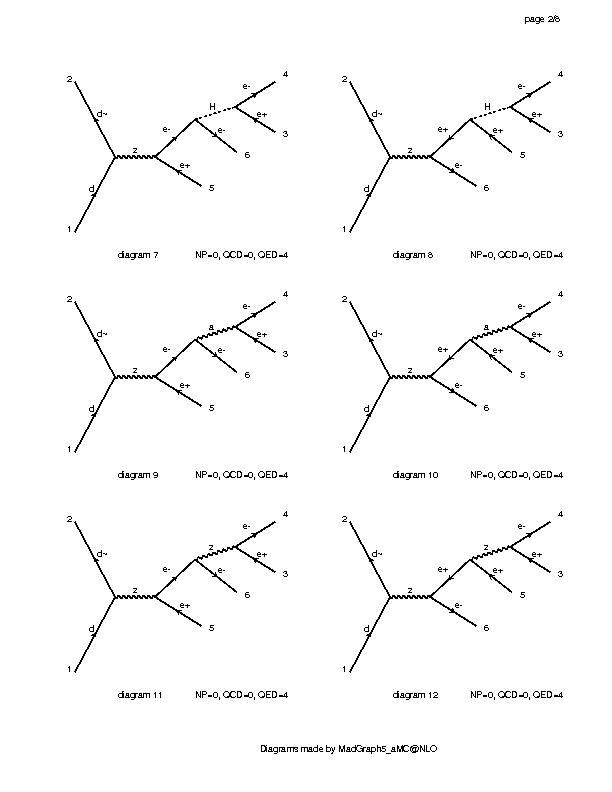 page 2/8
2 d~ d 1 z e- e+ 5 e- 6 H e- 4 e+ 3
diagram 7 NP=0, QCD=0, QED=4
2 d~ d 1 z e+ e- 6 e+ 5 H e- 4 e+ 3
diagram 8 NP=0, QCD=0, QED=4
2 d~ d 1 z e- e+ 5 e- 6 a e- 4 e+ 3
diagram 9 NP=0, QCD=0, QED=4
2 d~ d 1 z e+ e- 6 e+ 5 a e- 4 e+ 3
diagram 10 NP=0, QCD=0, QED=4
2 d~ d 1 z e- e+ 5 e- 6 z e- 4 e+ 3
diagram 11 NP=0, QCD=0, QED=4
2 d~ d 1 z e+ e- 6 e+ 5 z e- 4 e+ 3
diagram 12 NP=0, QCD=0, QED=4
Diagrams made by MadGraph5_aMC@NLO